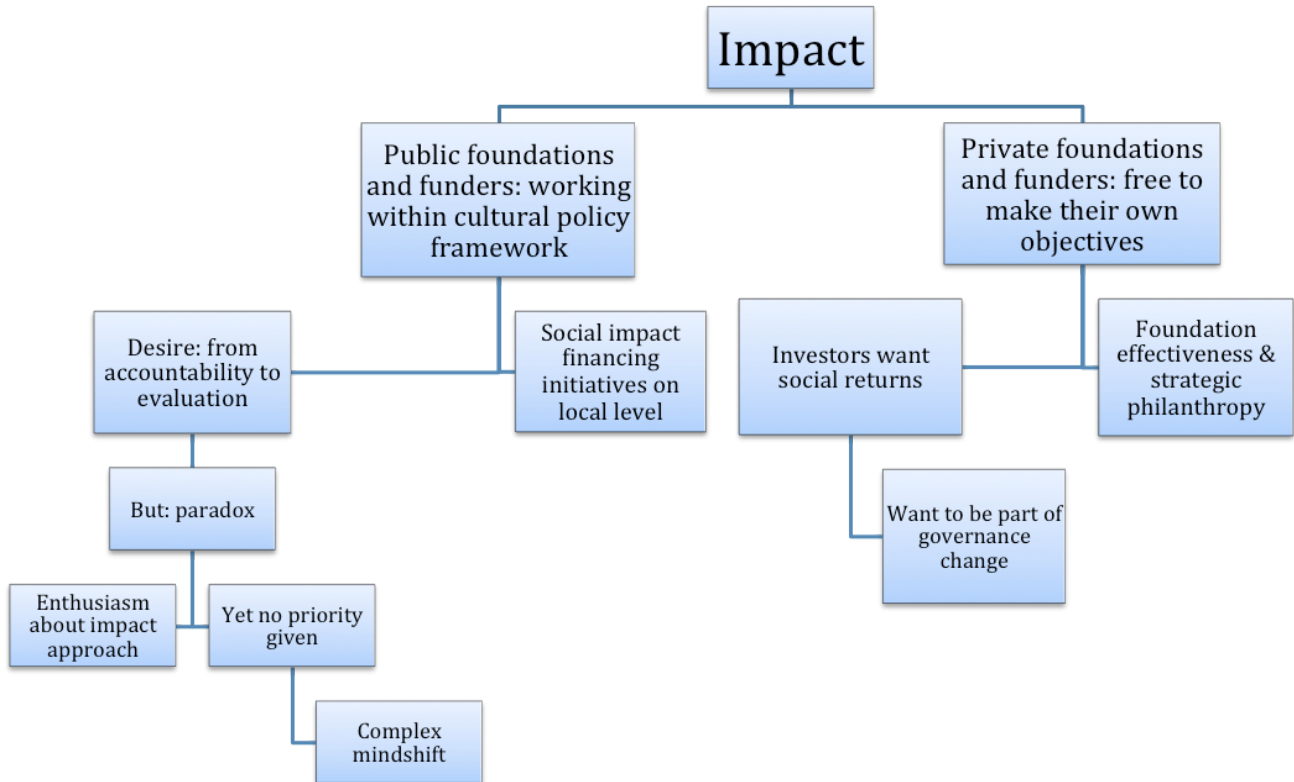 Impact
Public foundations
and funders: working
within cultural policy
framework
Private foundations
and funders: free to
make their own
objectives
Desire: from
accountability to
evaluation
Social impact
financing
initiatives on
local level
Investors want
social returns
Foundation
effectiveness &
strategic
philanthropy
But: paradox
Want to be part of
governance
change
Enthusiasm
about impact
approach
Yet no priority
given
Complex
mindshift